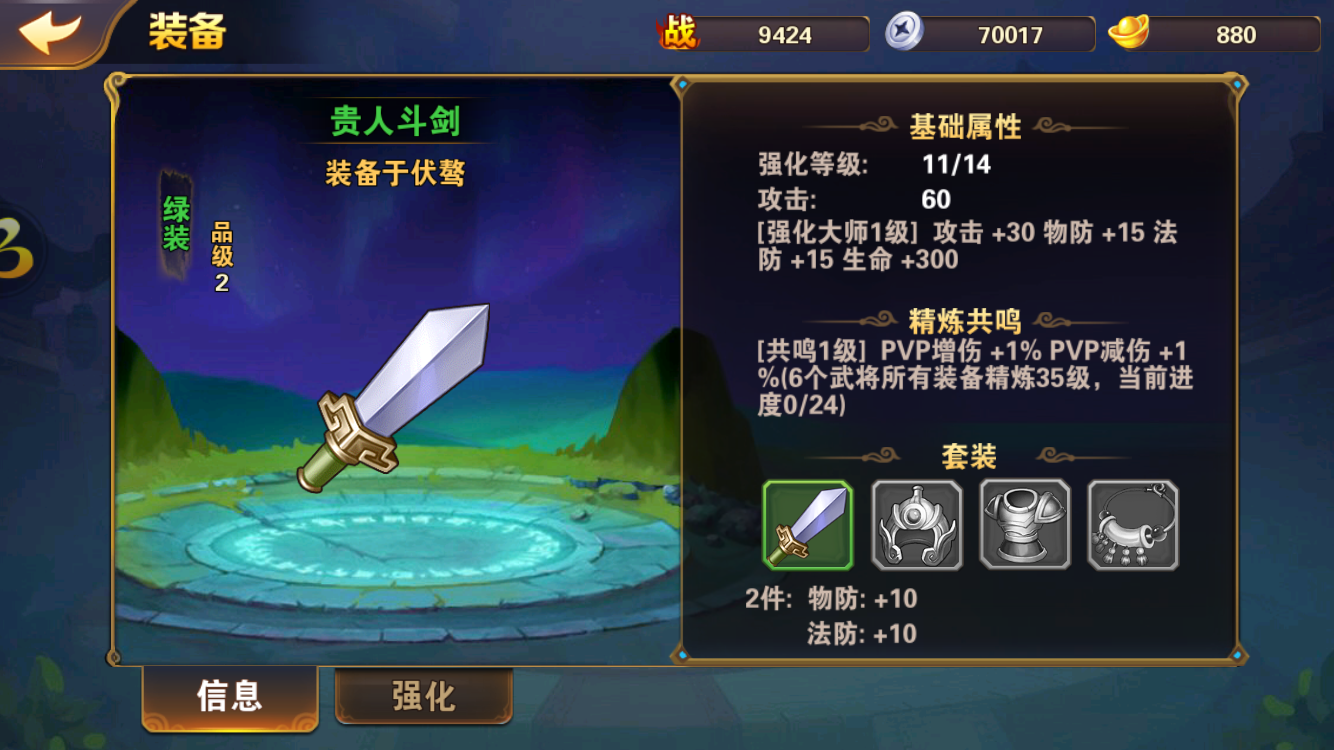 装备
战 9424 70017 880
贵人斗剑
装备于伏骜
绿装
品级2
基础属性
强化等级: 11/14
攻击: 60
[强化大师1级] 攻击 +30 物防 +15 法
防 +15 生命 +300
精炼共鸣
[共鸣1级] PVP增伤 +1% PVP减伤 +1
%(6个武将所有装备精炼35级，当前进
度0/24)
套装
2件: 物防: +10
法防: +10
信息
强化